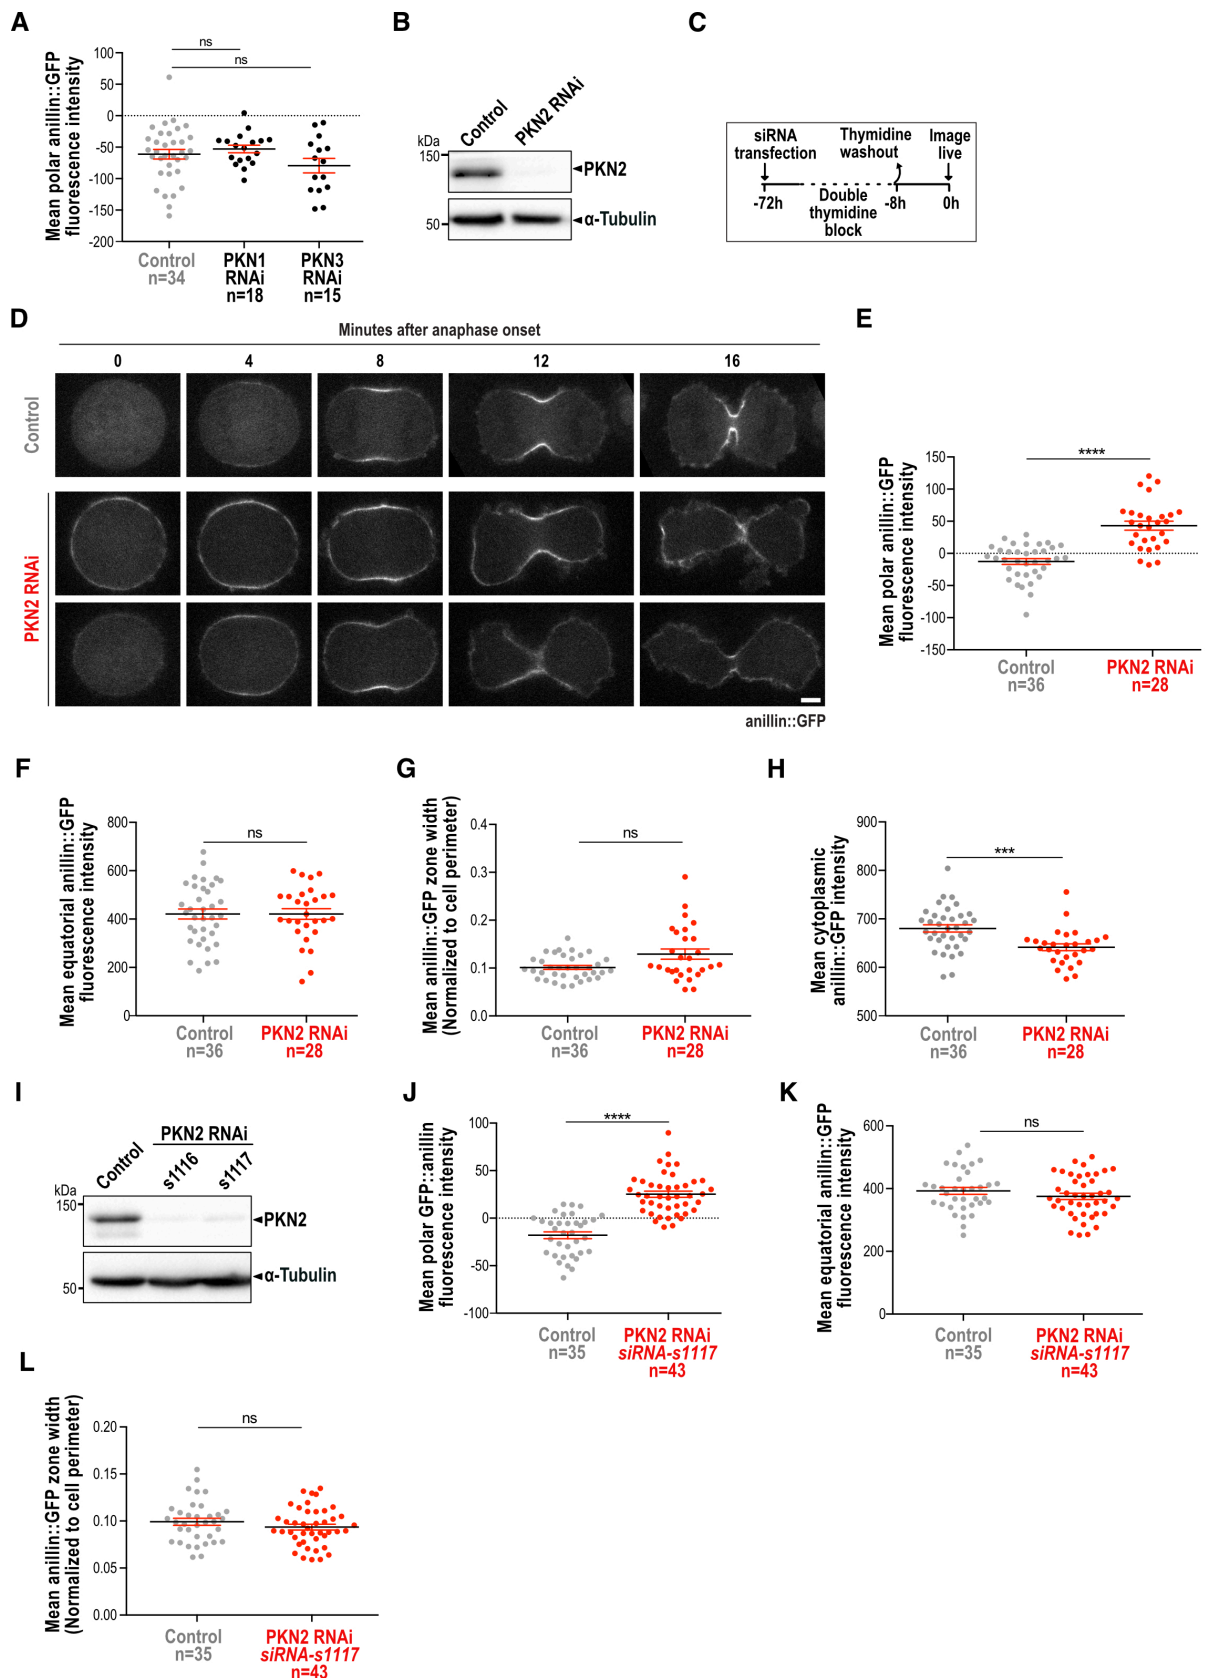 A
Mean polar anillin::GFP
fluorescence intensity
100
50
0
-50
-100
-150
-200
ns
ns
Control
n=34
PKN1
RNAi
n=18
PKN3
RNAi
n=15
B
Control
PKN2 RNAi
kDa
150
PKN2
50
α-Tubulin
C
siRNA
transfection
Thymidine
washout
Image
live
-72h
Double
thymidine
block
-8h
0h
D
Minutes after anaphase onset
0 4 8 12 16
Control
PKN2 RNAi
anillin::GFP
E
Mean polar anillin::GFP
fluorescence intensity
150
100
50
0
-50
-100
-150
****
Control
n=36
PKN2 RNAi
n=28
F
Mean equatorial anillin::GFP
fluorescence intensity
800
600
400
200
0
ns
Control
n=36
PKN2 RNAi
n=28
G
Mean anillin::GFP zone width
(Normalized to cell perimeter)
0.4
0.3
0.2
0.1
0.0
ns
Control
n=36
PKN2 RNAi
n=28
H
Mean cytoplasmic
anillin::GFP intensity
900
800
700
600
500
***
Control
n=36
PKN2 RNAi
n=28
I
PKN2 RNAi
Control
s1116
s1117
kDa
150
PKN2
α-Tubulin
50
J
Mean polar GFP::anillin
fluorescence intensity
100
50
0
-50
-100
****
Control
n=35
PKN2 RNAi
siRNA-s1117
n=43
K
Mean equatorial anillin::GFP
fluorescence intensity
600
400
200
0
ns
Control
n=35
PKN2 RNAi
siRNA-s1117
n=43
L
Mean anillin::GFP zone width
(Normalized to cell perimeter)
0.20
0.15
0.10
0.05
0.00
ns
Control
n=35
PKN2 RNAi
siRNA-s1117
n=43